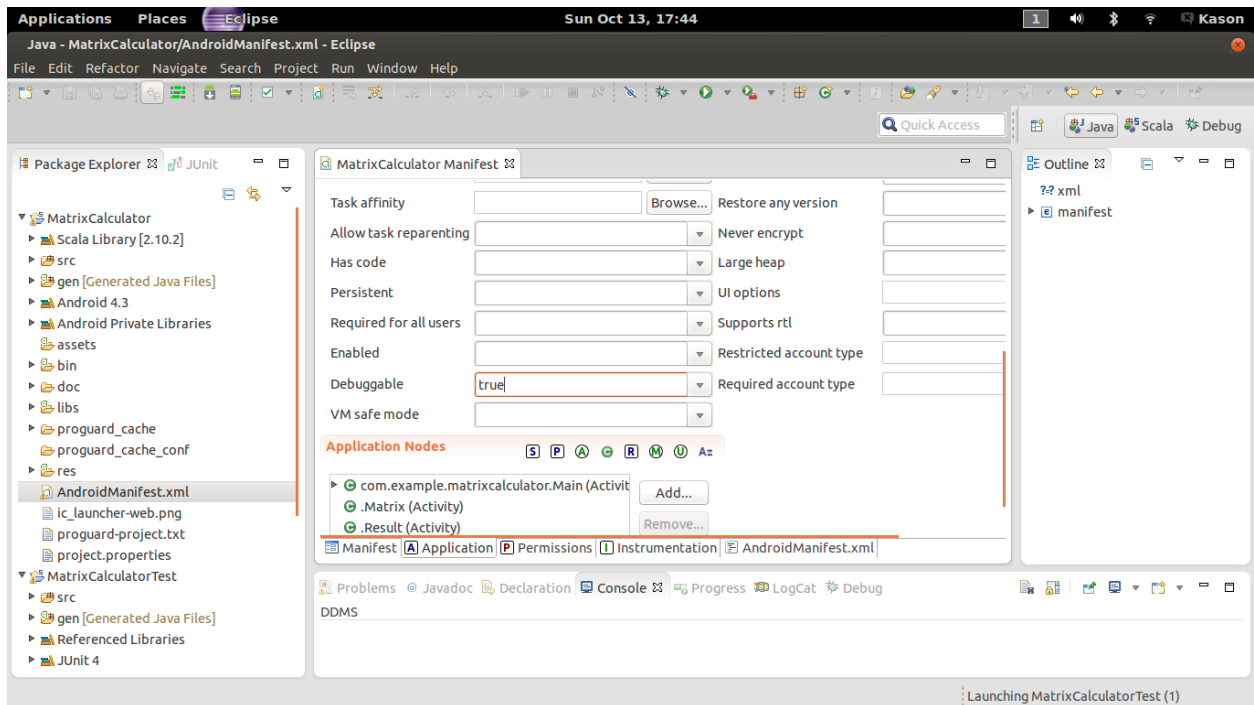 Applications Places Eclipse Sun Oct 13, 17:44 1 Kason
Java - MatrixCalculator/AndroidManifest.xml - Eclipse
File Edit Refactor Navigate Search Project Run Window Help
Quick Access Java Scala Debug
Package Explorer JUnit
MatrixCalculator
Scala Library [2.10.2]
src
gen [Generated Java Files]
Android 4.3
Android Private Libraries
assets
bin
doc
libs
proguard_cache
proguard_cache_conf
res
AndroidManifest.xml
ic_launcher-web.png
proguard-project.txt
project.properties
MatrixCalculatorTest
src
gen [Generated Java Files]
Referenced Libraries
JUnit 4
MatrixCalculator Manifest
Task affinity Browse... Restore any version
Allow task reparenting Never encrypt
Has code Large heap
Persistent UI options
Required for all users Supports rtl
Enabled Restricted account type
Debuggable true Required account type
VM safe mode
Application Nodes S P A C R M U Az
com.example.matrixcalculator.Main (Activit Add...
.Matrix (Activity)
.Result (Activity) Remove...
Manifest A Application P Permissions I Instrumentation AndroidManifest.xml
Outline
xml
manifest
Problems @ Javadoc Declaration Console Progress LogCat Debug
DDMS
Launching MatrixCalculatorTest (1)